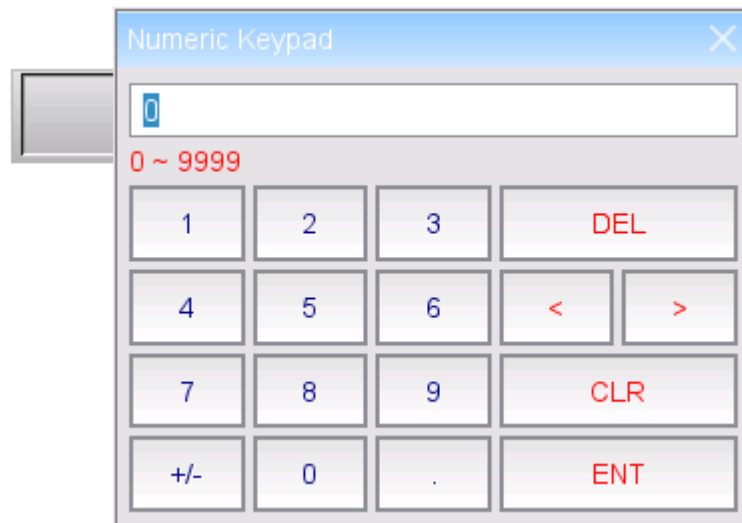 Numeric Keypad
0
0 ~ 9999
1 2 3 DEL
4 5 6 < >
7 8 9 CLR
+/- 0 . ENT